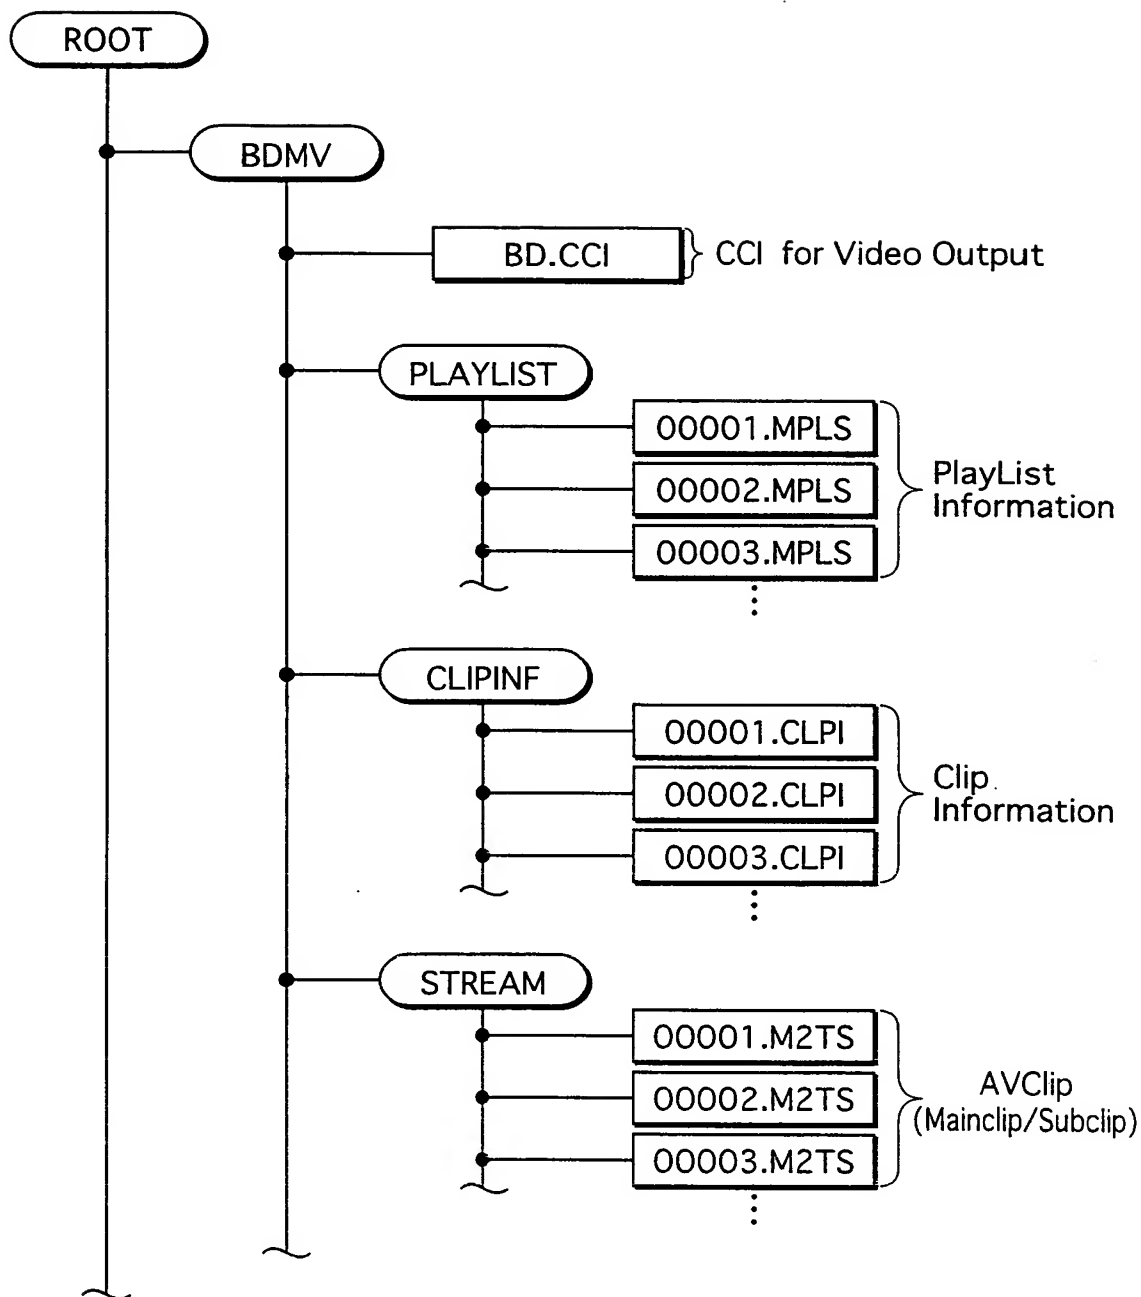 ROOT
BDMV
BD.CCI
CCI for Video Output
PLAYLIST
00001.MPLS
00002.MPLS
00003.MPLS
PlayList
Information
CLIPINF
00001.CLPI
00002.CLPI
00003.CLPI
Clip
Information
STREAM
00001.M2TS
00002.M2TS
00003.M2TS
AVClip
(Mainclip/Subclip)